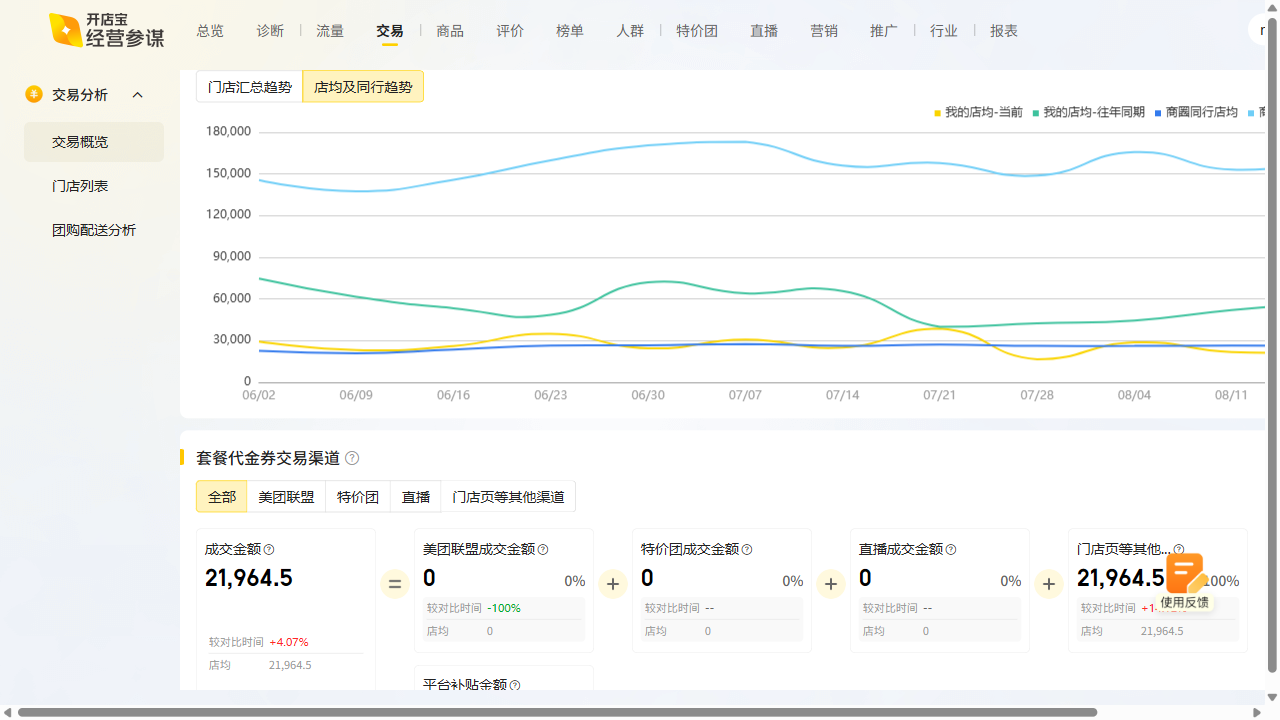 开店宝
经营参谋
总览 诊断 流量 交易 商品 评价 榜单 人群 特价团 直播 营销 推广 行业 报表
交易分析
交易概览
门店列表
团购配送分析
门店汇总趋势 店均及同行趋势
我的店均-当前 我的店均-往年同期 商圈同行店均
180,000
150,000
120,000
90,000
60,000
30,000
0
06/02 06/09 06/16 06/23 06/30 07/07 07/14 07/21 07/28 08/04 08/11
套餐代金券交易渠道 ?
全部 美团联盟 特价团 直播 门店页等其他渠道
成交金额 ?
21,964.5
较对比时间 +4.07%
店均 21,964.5
=
美团联盟成交金额 ?
0 0%
较对比时间 -100%
店均 0
+
特价团成交金额 ?
0 0%
较对比时间 --
店均 0
+
直播成交金额 ?
0 0%
较对比时间 --
店均 0
+
门店页等其他... ?
21,964.5 100%
较对比时间
店均 21,964.5
使用反馈
平台补贴金额 ?